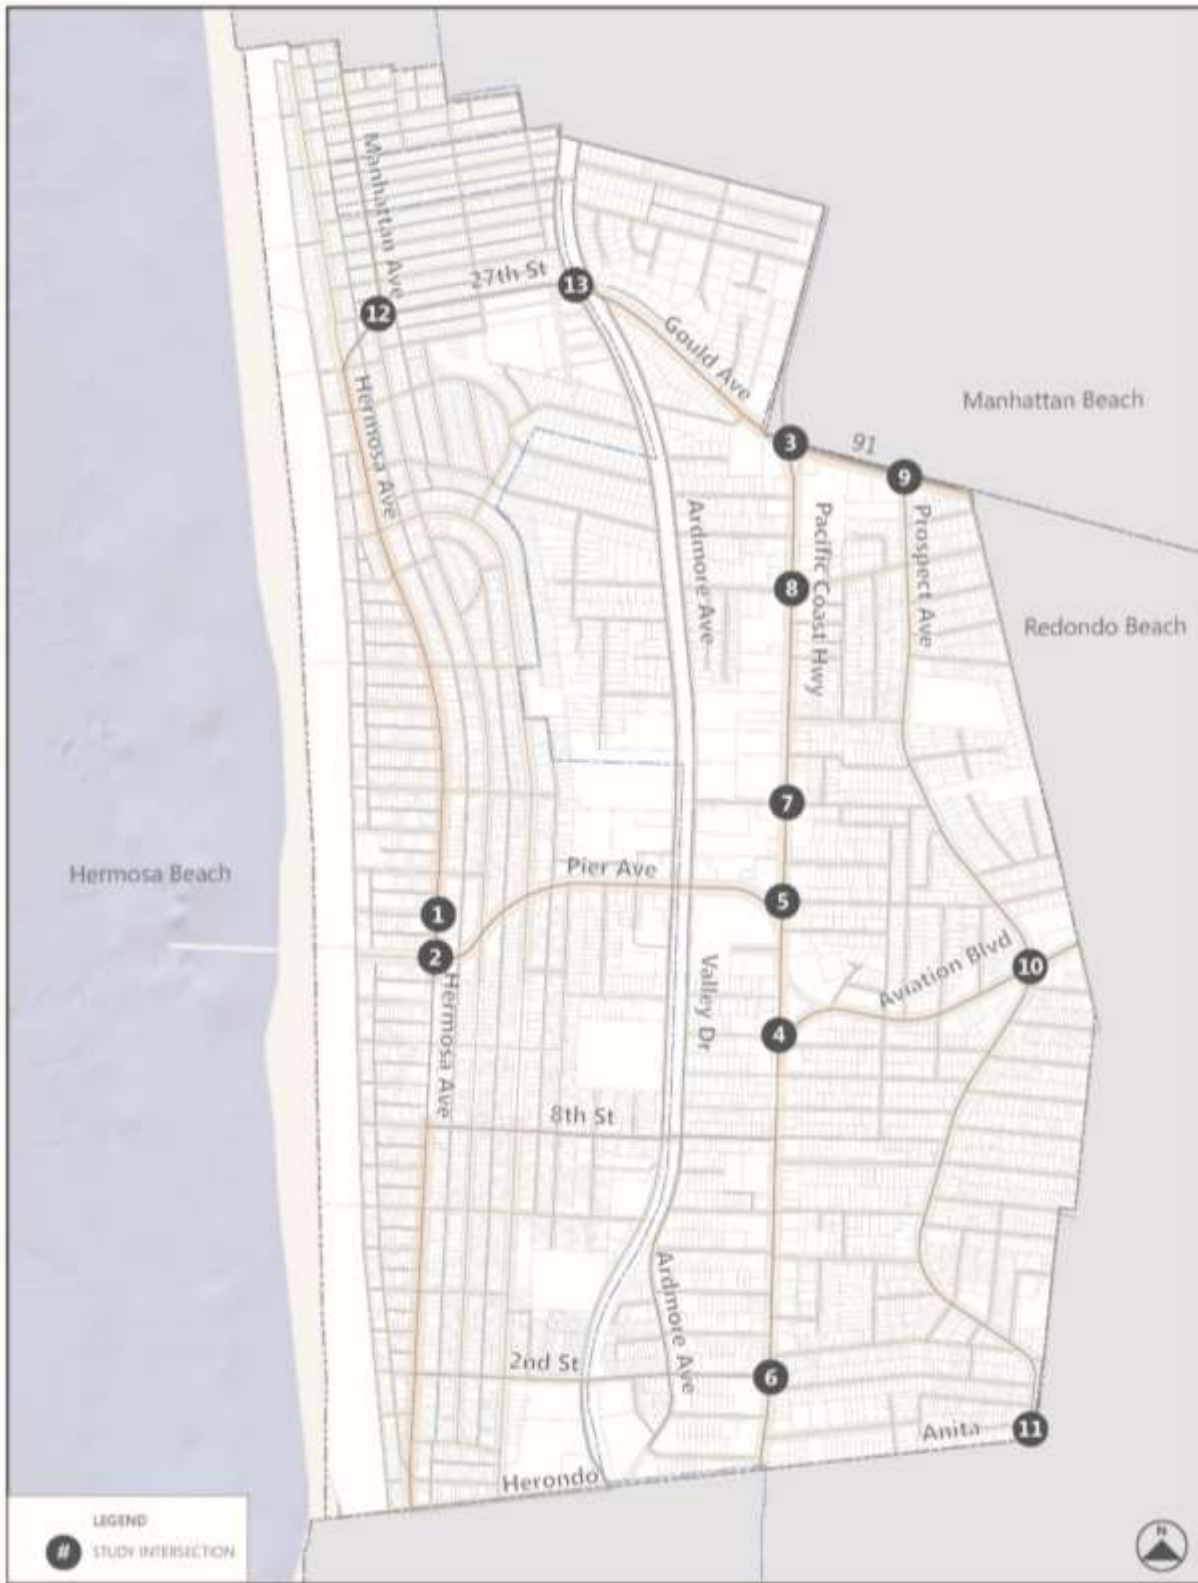 Manhattan Ave
27th St
13
12
Gould Ave
Hermosa Ave
Manhattan Beach
3
91
9
Ardmore Ave
Pacific Coast Hwy
Prospect Ave
8
Redondo Beach
7
Hermosa Beach
Pier Ave
5
1
2
Hermosa Ave
Valley Dr
Aviation Blvd
10
4
8th St
Ardmore Ave
2nd St
6
Anita
11
Herondo
LEGEND
# STUDY INTERSECTION
N